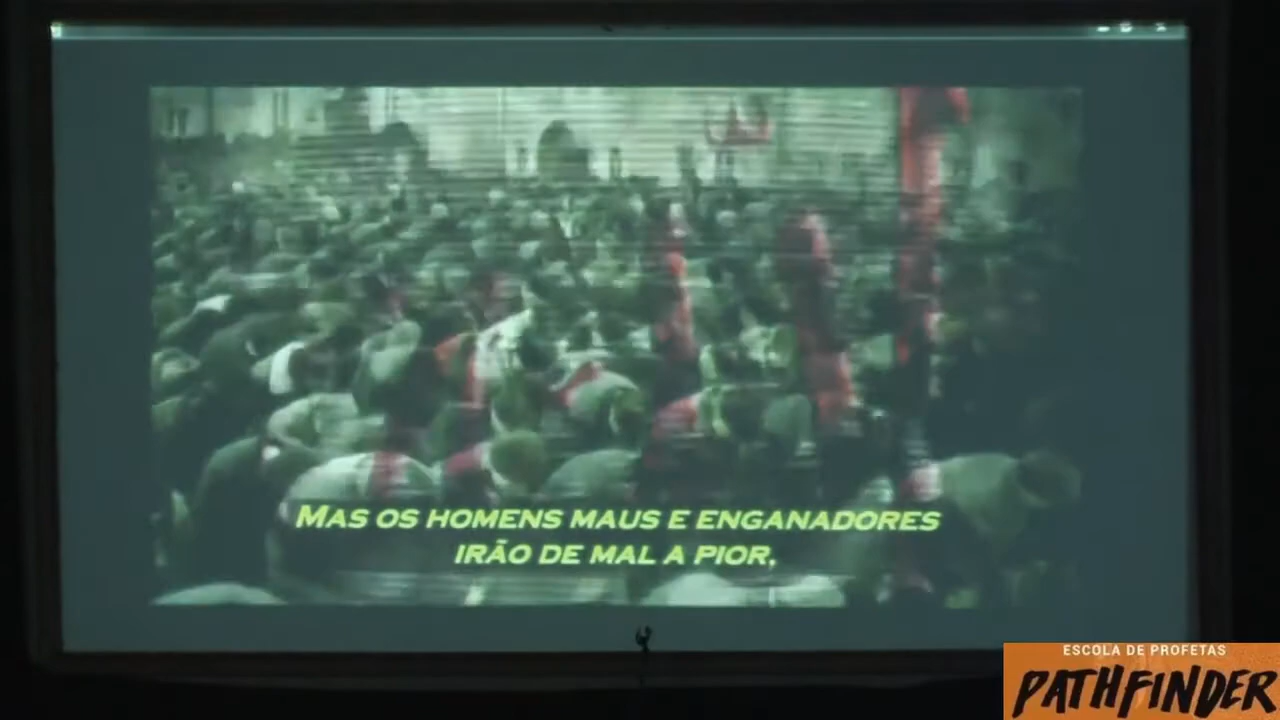 MAS OS HOMENS MAUS E ENGANADORES
IRÃO DE MAL A PIOR,
ESCOLA DE PROFETAS
PATHFINDER